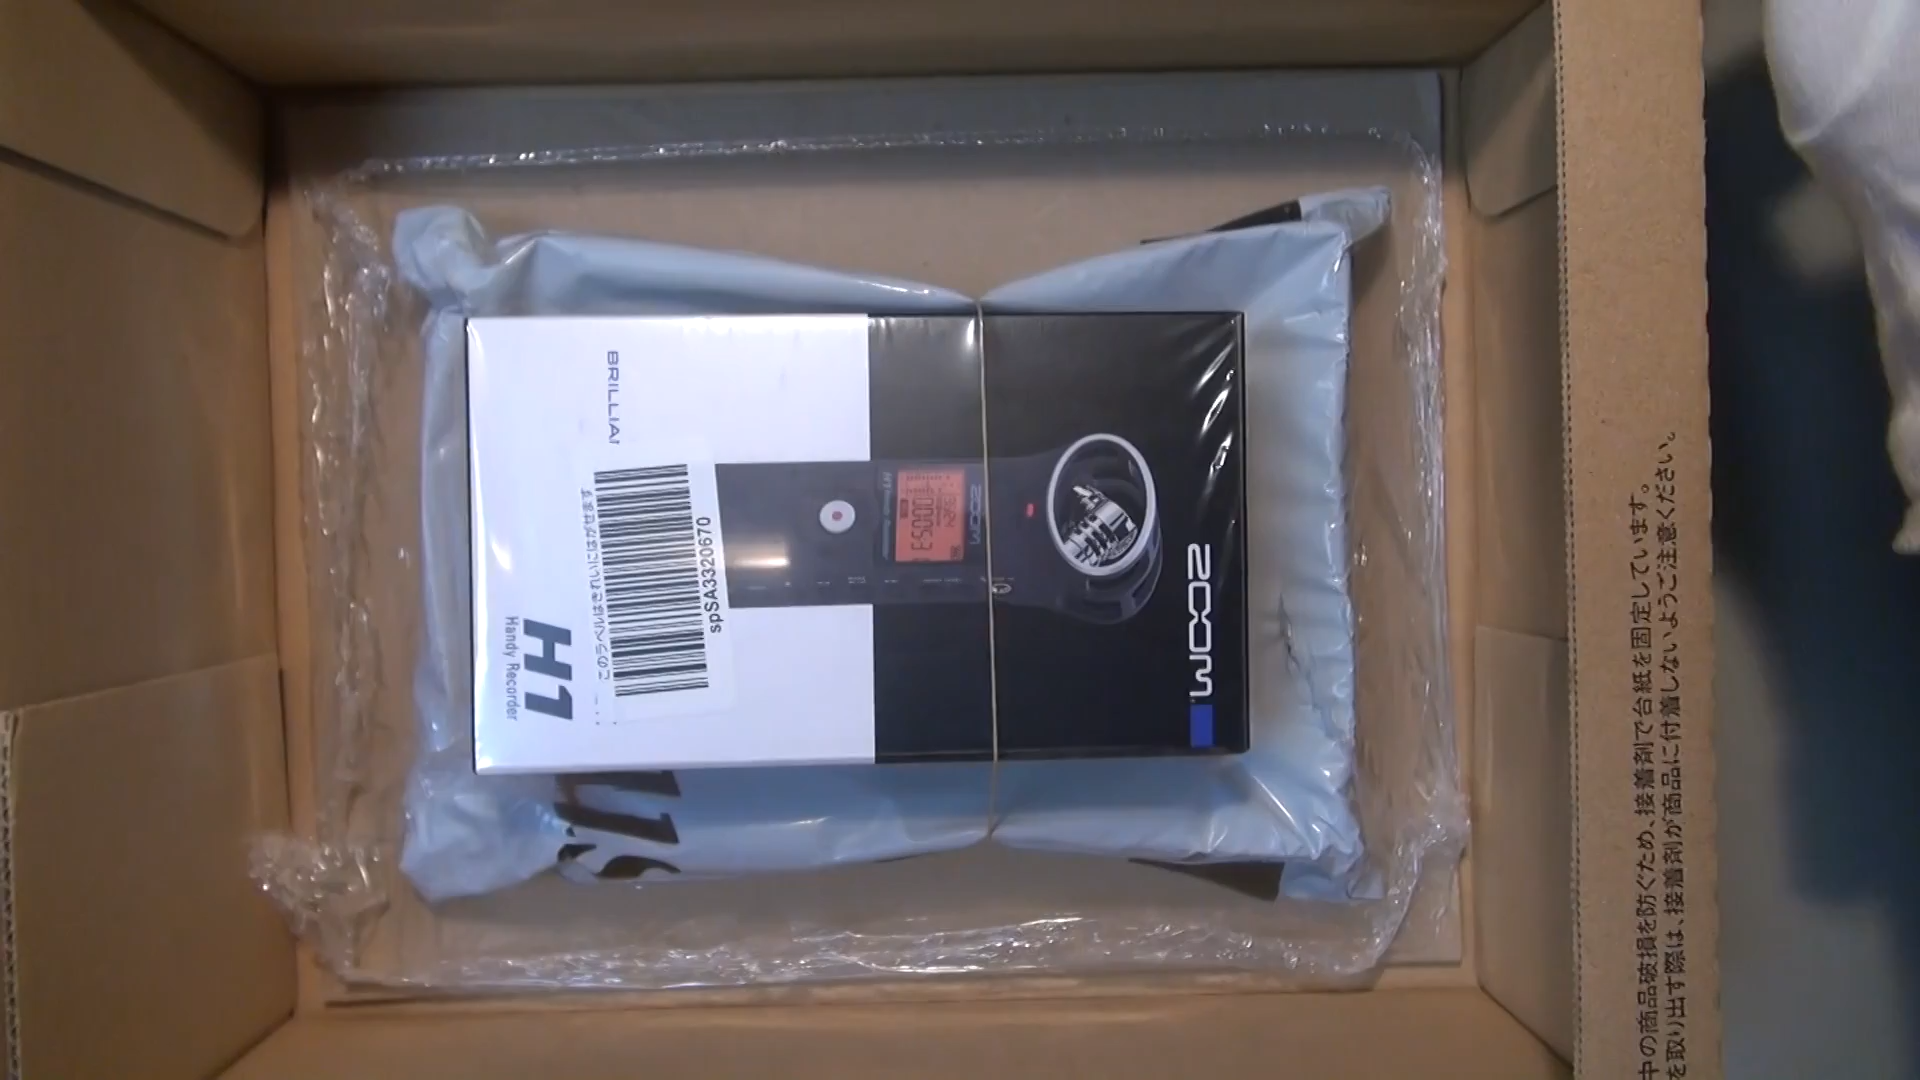 zoom
H1
Handy Recorder
BRILLIAN
spSA3320670
このラベルはきれいにはがせます
H1
中の商品破損を防ぐため、接着剤で台紙を固定しています。
を取り出す際は、接着剤が商品に付着しないようご注意ください。